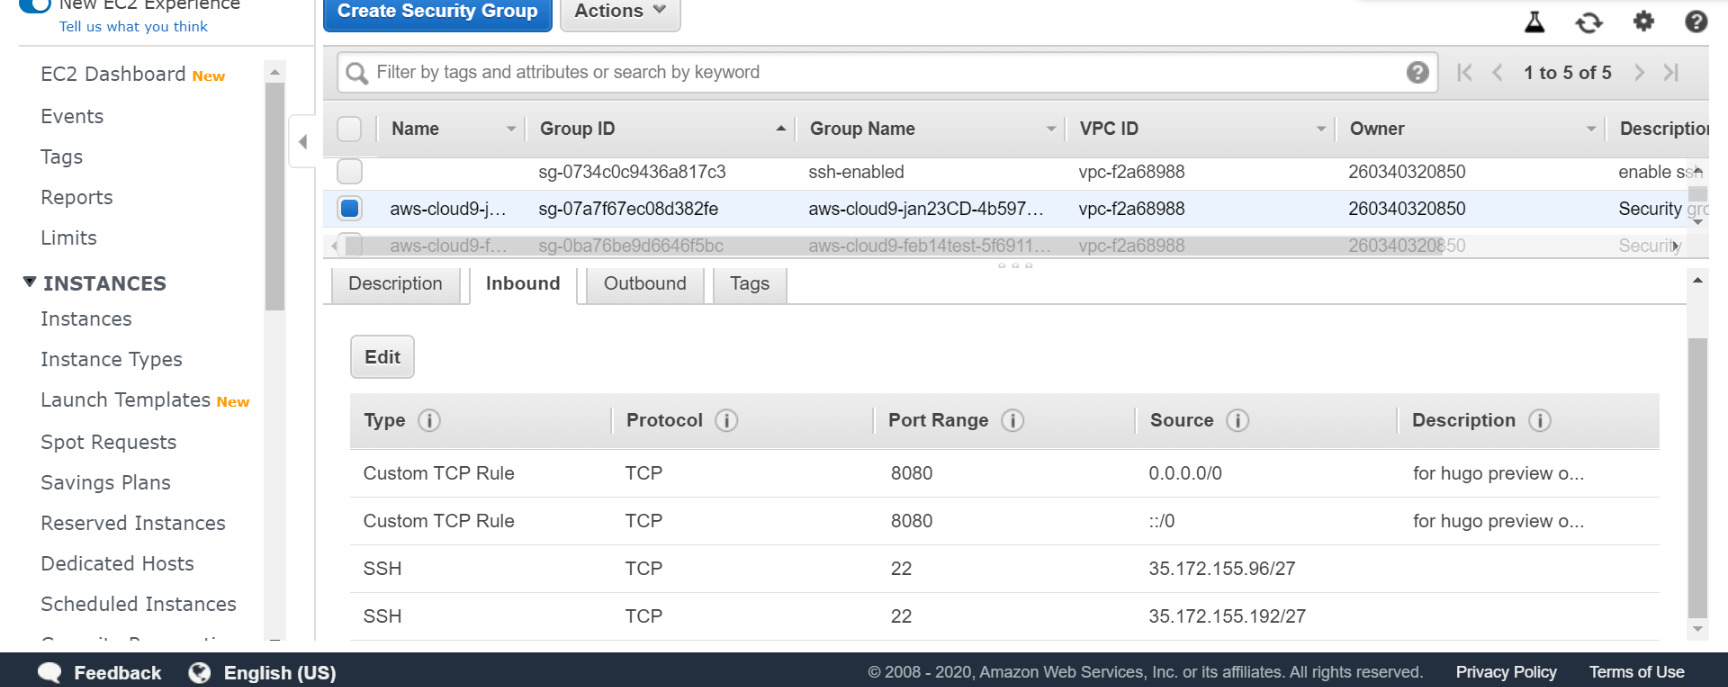 New EC2 Experience
Tell us what you think
Create Security Group
Actions
Filter by tags and attributes or search by keyword
1 to 5 of 5
EC2 Dashboard New
Events
Tags
Reports
Limits
INSTANCES
Instances
Instance Types
Launch Templates New
Spot Requests
Savings Plans
Reserved Instances
Dedicated Hosts
Scheduled Instances
Name Group ID Group Name VPC ID Owner Description
sg-0734c0c9436a817c3 ssh-enabled vpc-f2a68988 260340320850 enable ssh
aws-cloud9-j... sg-07a7f67ec08d382fe aws-cloud9-jan23CD-4b597... vpc-f2a68988 260340320850 Security gro
aws-cloud9-f... sg-0ba76be9d6646f5bc aws-cloud9-feb14test-5f6911... vpc-f2a68988 260340320850 Security
Description Inbound Outbound Tags
Edit
Type Protocol Port Range Source Description
Custom TCP Rule TCP 8080 0.0.0.0/0 for hugo preview o...
Custom TCP Rule TCP 8080 ::/0 for hugo preview o...
SSH TCP 22 35.172.155.96/27
SSH TCP 22 35.172.155.192/27
Feedback English (US) © 2008 - 2020, Amazon Web Services, Inc. or its affiliates. All rights reserved. Privacy Policy Terms of Use